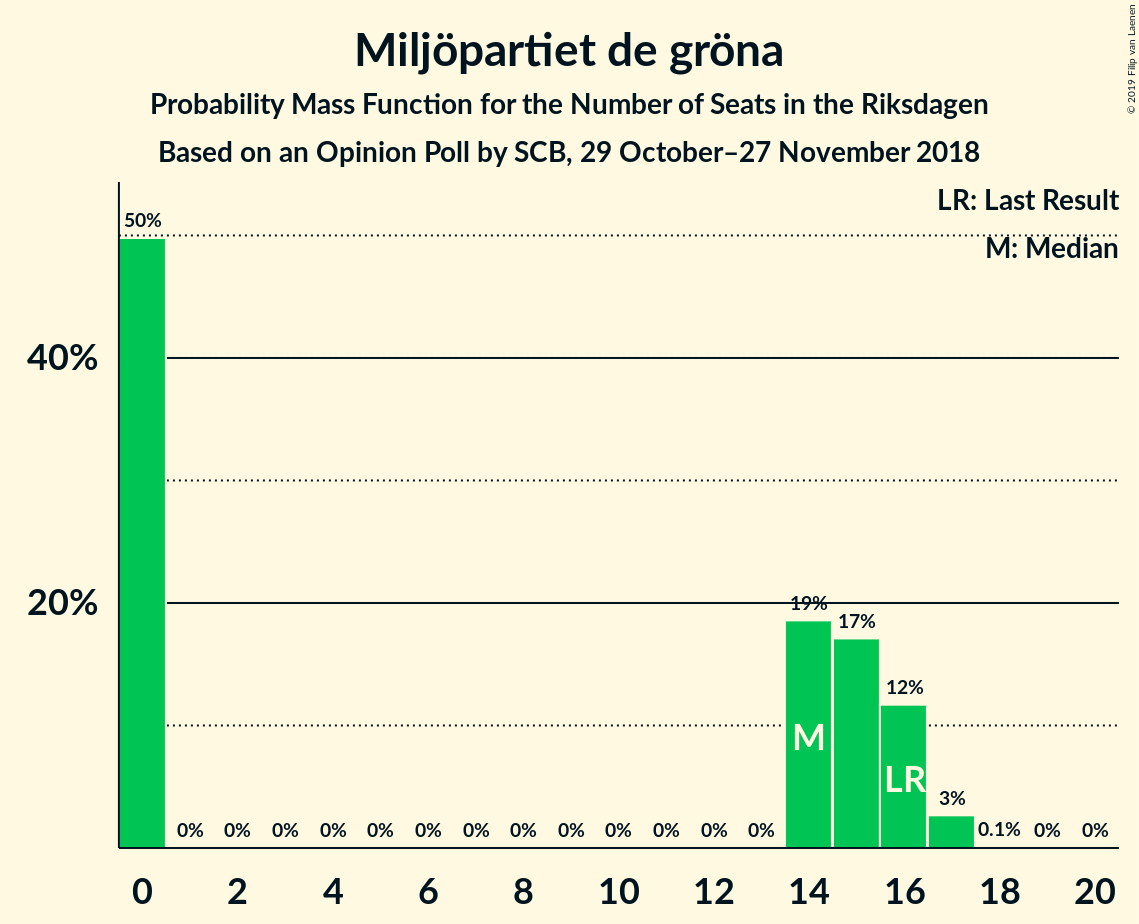 Miljöpartiet de gröna
Probability Mass Function for the Number of Seats in the Riksdagen
Based on an Opinion Poll by SCB, 29 October–27 November 2018
© 2019 Filip van Laenen
LR: Last Result
M: Median
50%
40%
20%
0% 0% 0% 0% 0% 0% 0% 0% 0% 0% 0% 0% 0% 19% 17% 12% 3% 0.1% 0% 0%
M
LR
0 2 4 6 8 10 12 14 16 18 20